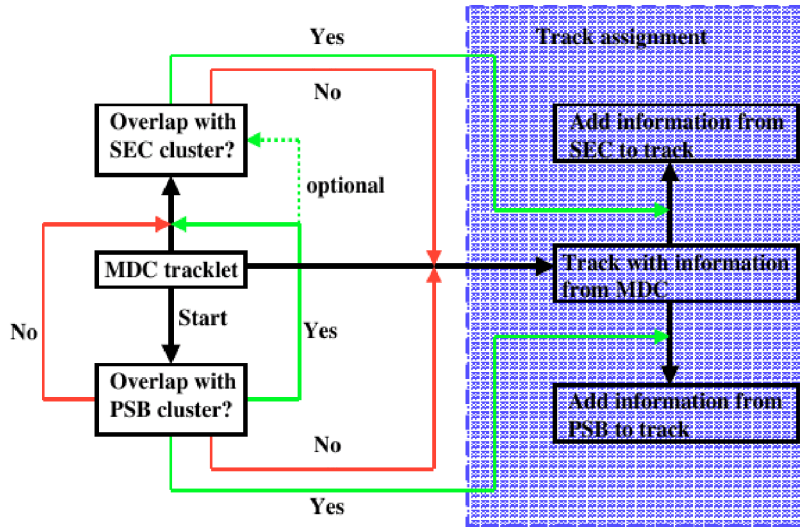 Yes
Track assignment
No
Overlap with
SEC cluster?
Add information from
SEC to track
optional
MDC tracklet
Track with information
from MDC
Start
No
Yes
Overlap with
PSB cluster?
Add information from
PSB to track
No
Yes